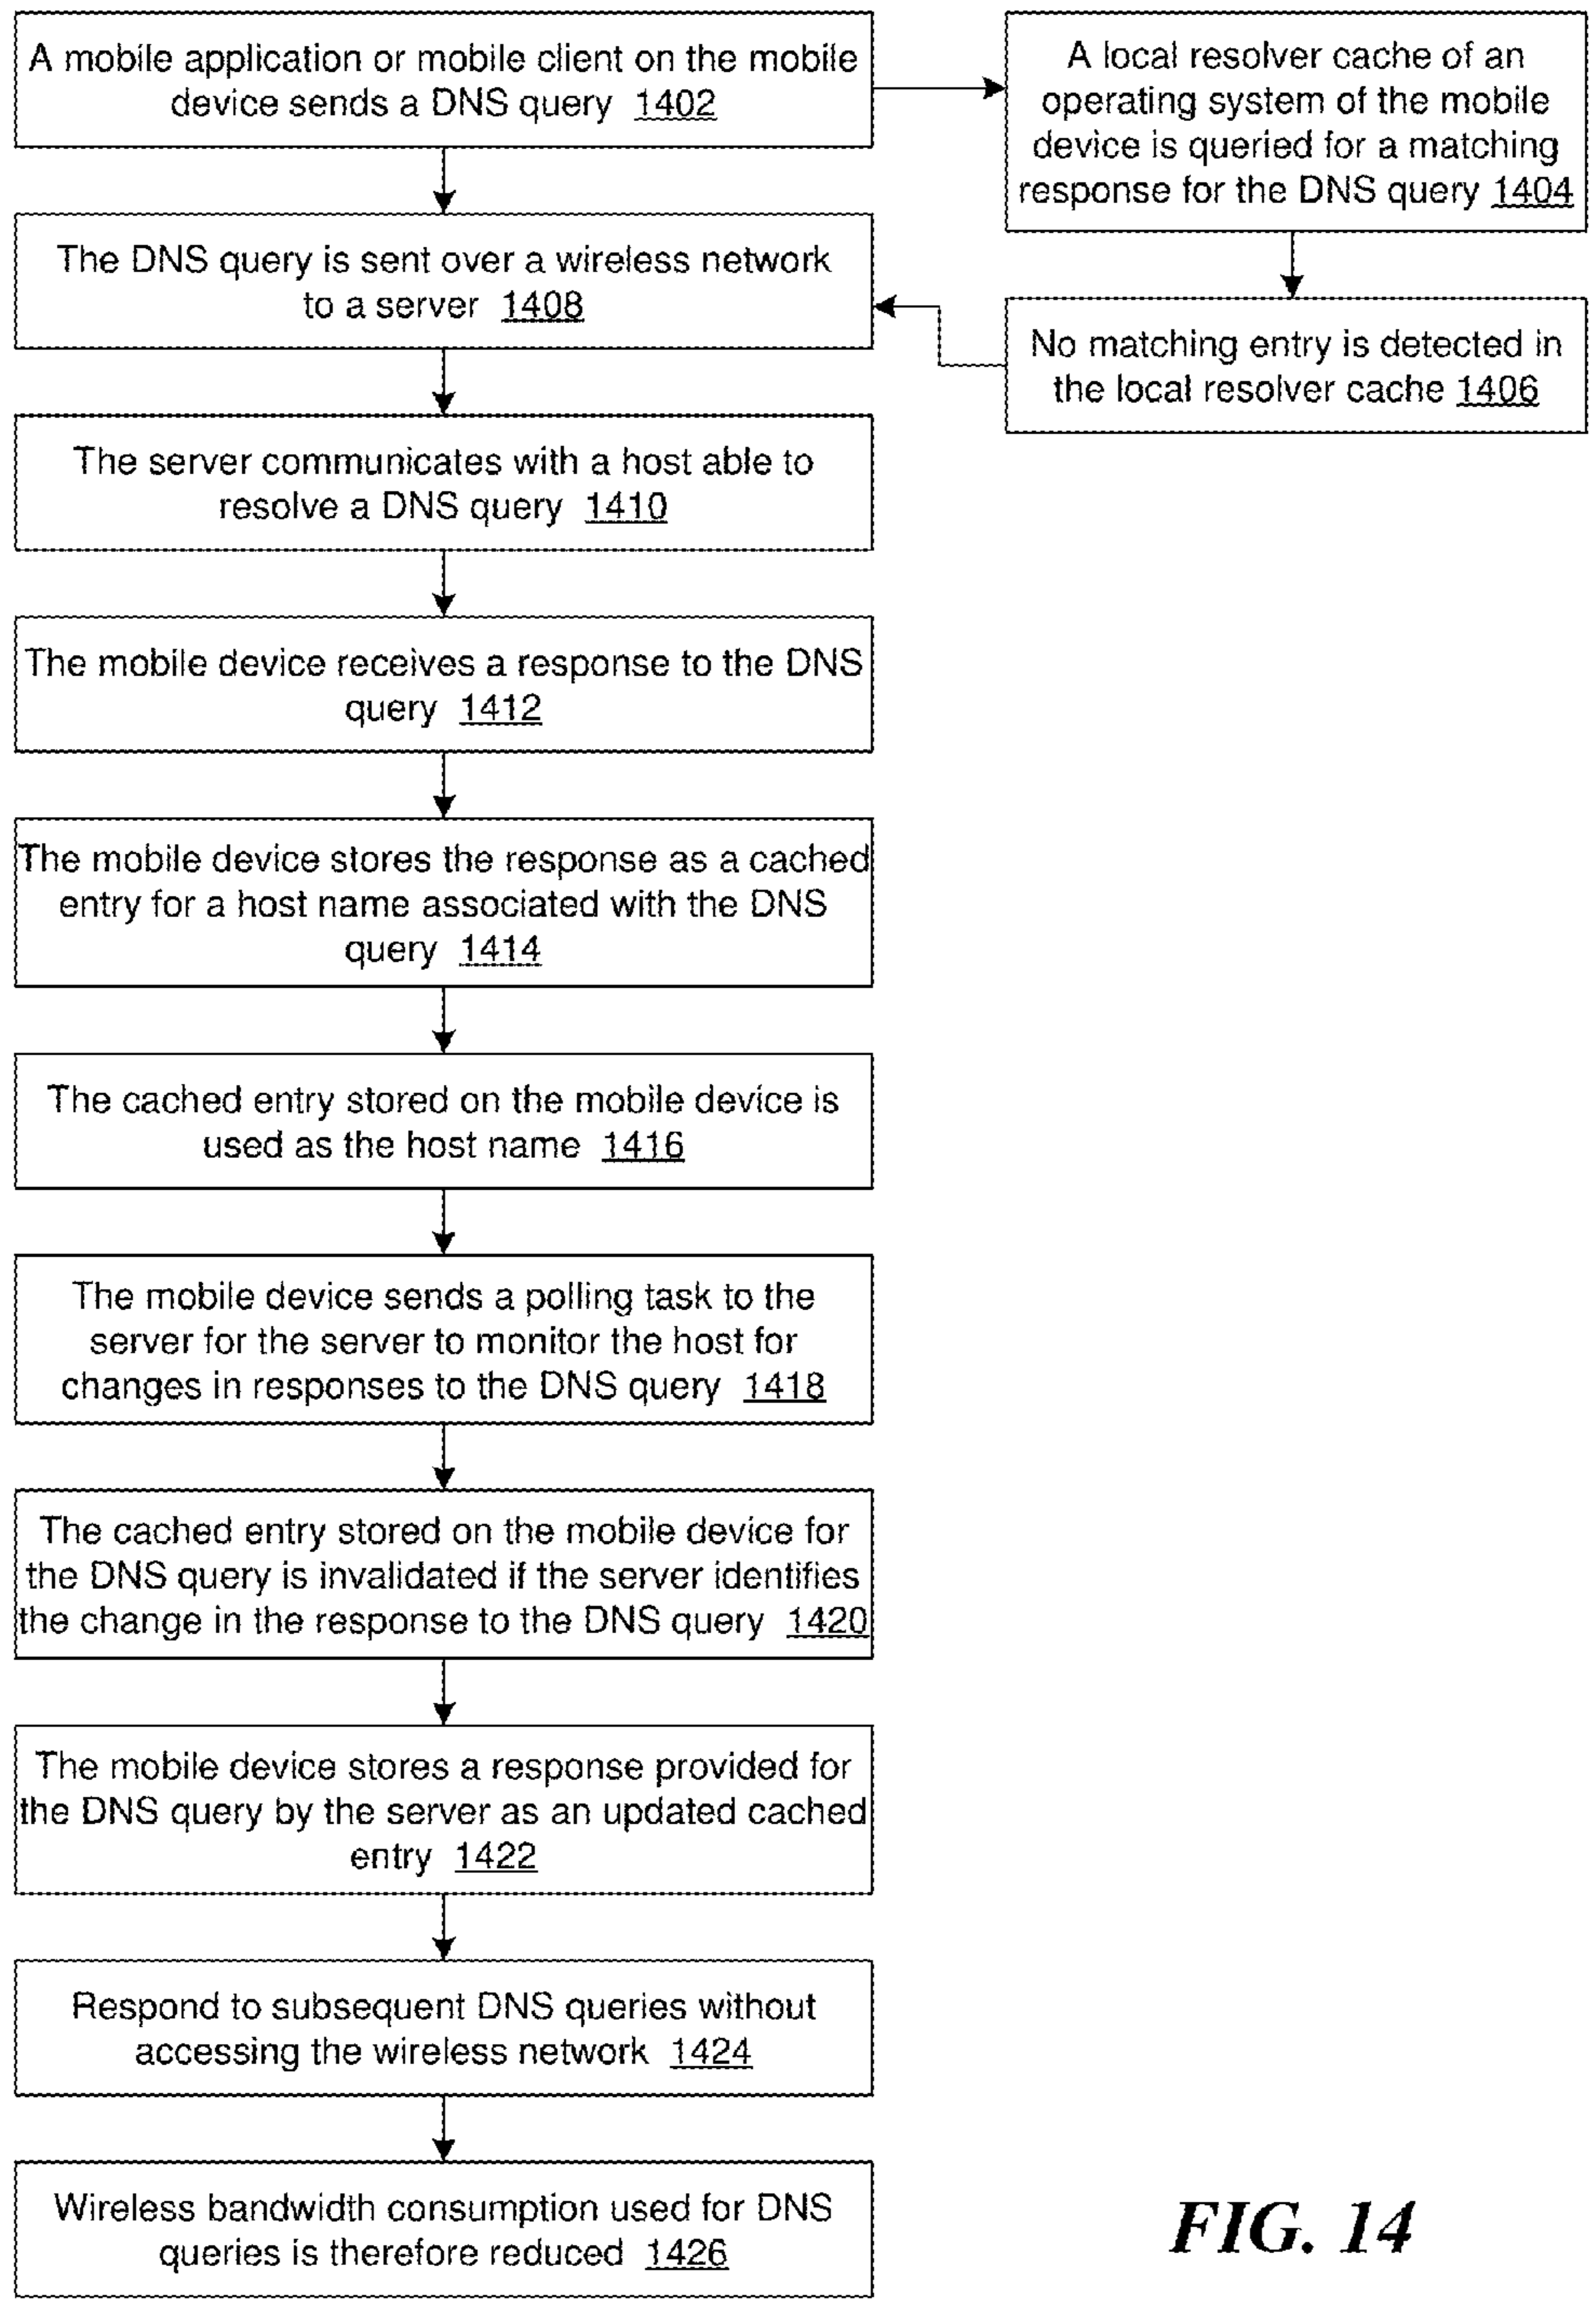 A mobile application or mobile client on the mobile
device sends a DNS query 1402
A local resolver cache of an
operating system of the mobile
device is queried for a matching
response for the DNS query 1404
The DNS query is sent over a wireless network
to a server 1408
No matching entry is detected in
the local resolver cache 1406
The server communicates with a host able to
resolve a DNS query 1410
The mobile device receives a response to the DNS
query 1412
The mobile device stores the response as a cached
entry for a host name associated with the DNS
query 1414
The cached entry stored on the mobile device is
used as the host name 1416
The mobile device sends a polling task to the
server for the server to monitor the host for
changes in responses to the DNS query 1418
The cached entry stored on the mobile device for
the DNS query is invalidated if the server identifies
the change in the response to the DNS query 1420
The mobile device stores a response provided for
the DNS query by the server as an updated cached
entry 1422
Respond to subsequent DNS queries without
accessing the wireless network 1424
Wireless bandwidth consumption used for DNS
queries is therefore reduced 1426
FIG. 14